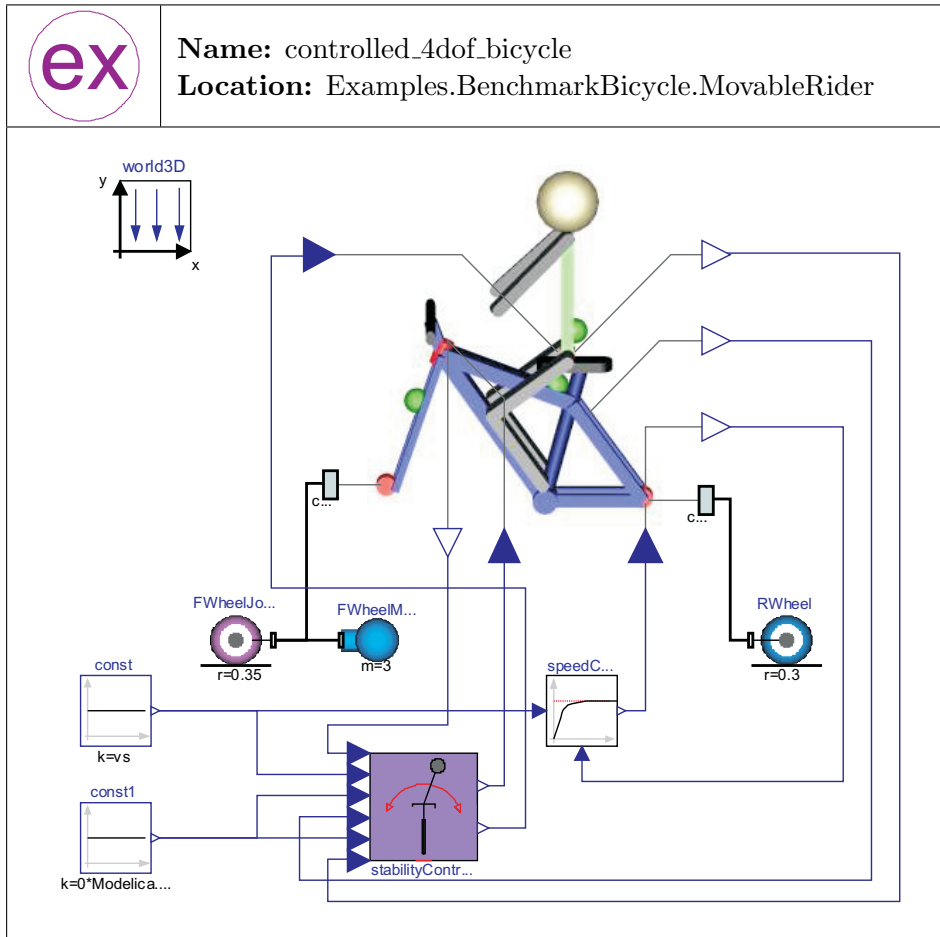 ex
Name: controlled_4dof_bicycle
Location: Examples.BenchmarkBicycle.MovableRider
world3D
y
x
c...
c...
FWheelJo...
FWheelM...
RWheel
r=0.35
m=3
r=0.3
const
speedC...
k=vs
const1
k=0*Modelica....
stabilityContr...